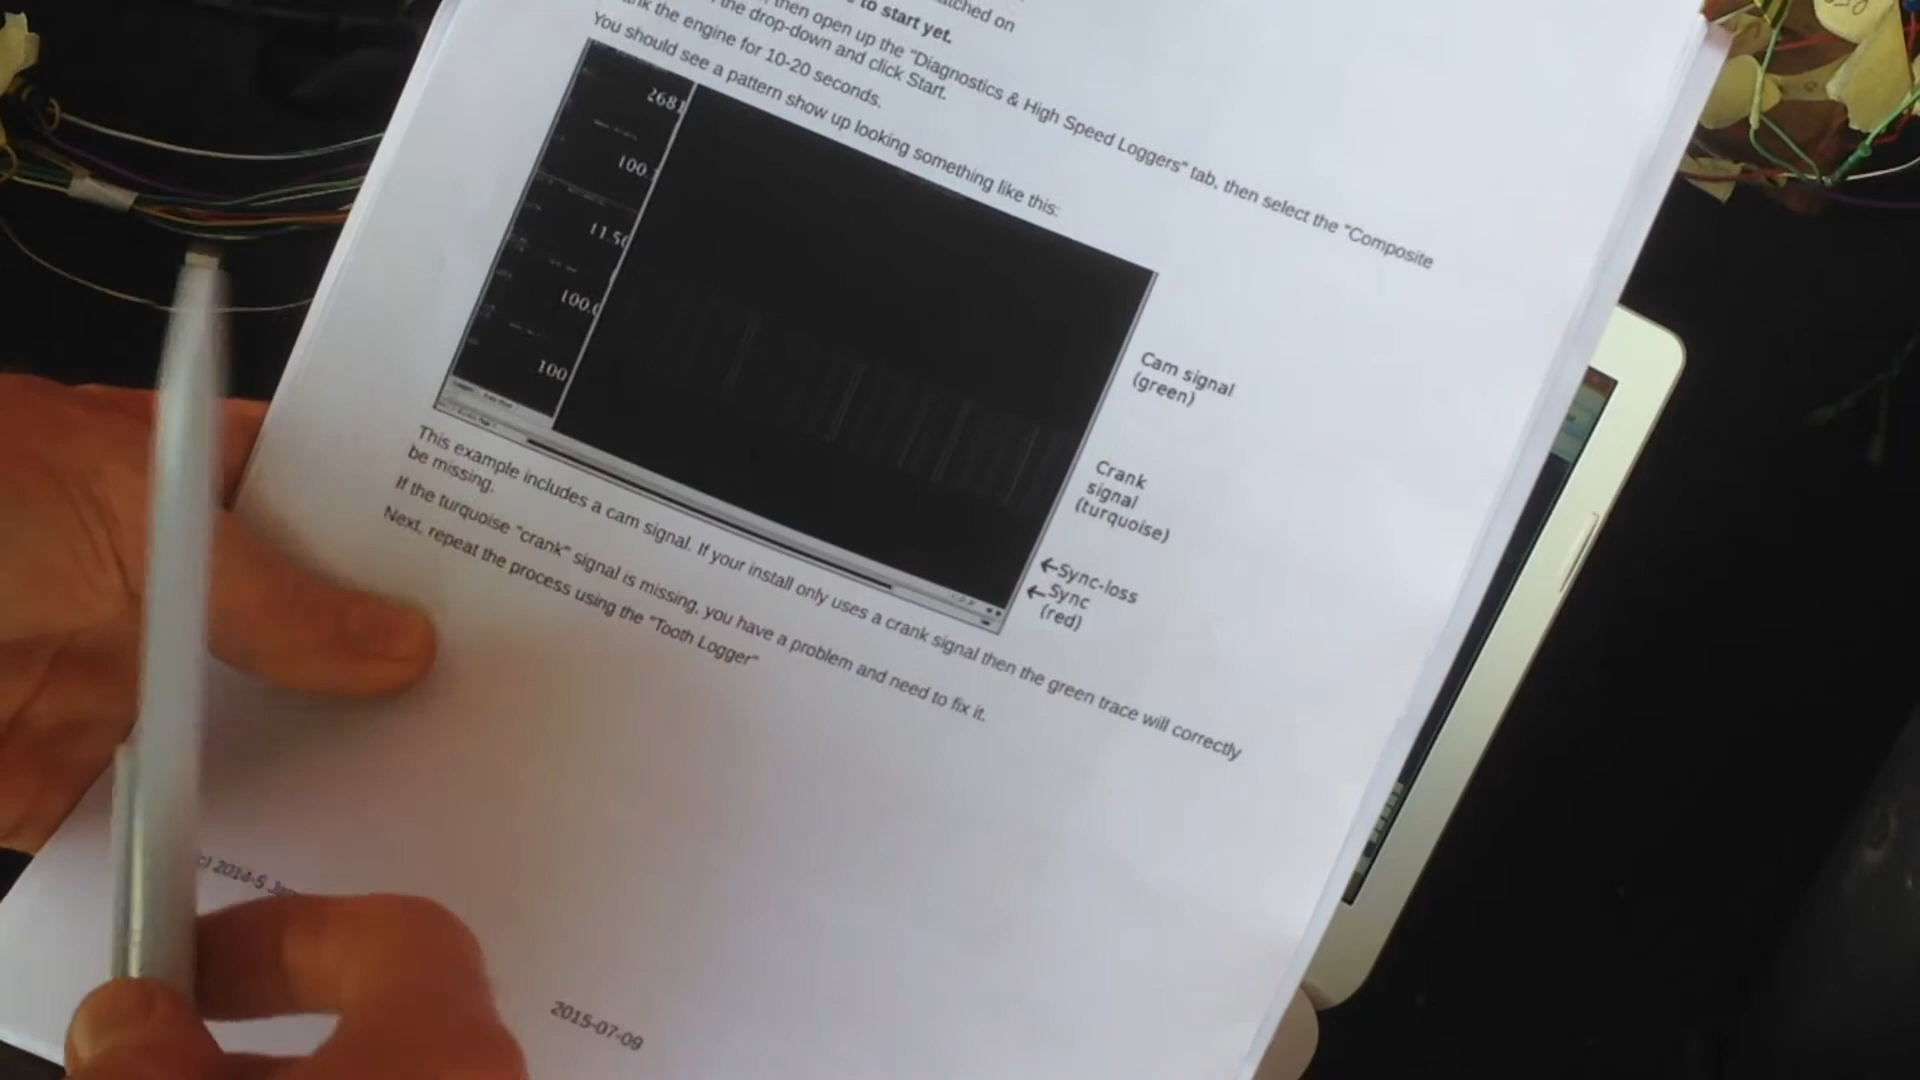 to start yet.
then open up the "Diagnostics & High Speed Loggers" tab, then select the "Composite
the drop-down and click Start.
the engine for 10-20 seconds.
You should see a pattern show up looking something like this:
2681
100.
11.50
100.0
100
Cam signal
(green)
Crank
signal
(turquoise)
←Sync-loss
←Sync
(red)
This example includes a cam signal. If your install only uses a crank signal then the green trace will correctly
be missing.
If the turquoise "crank" signal is missing, you have a problem and need to fix it.
Next, repeat the process using the "Tooth Logger"
2014-5
2015-07-09